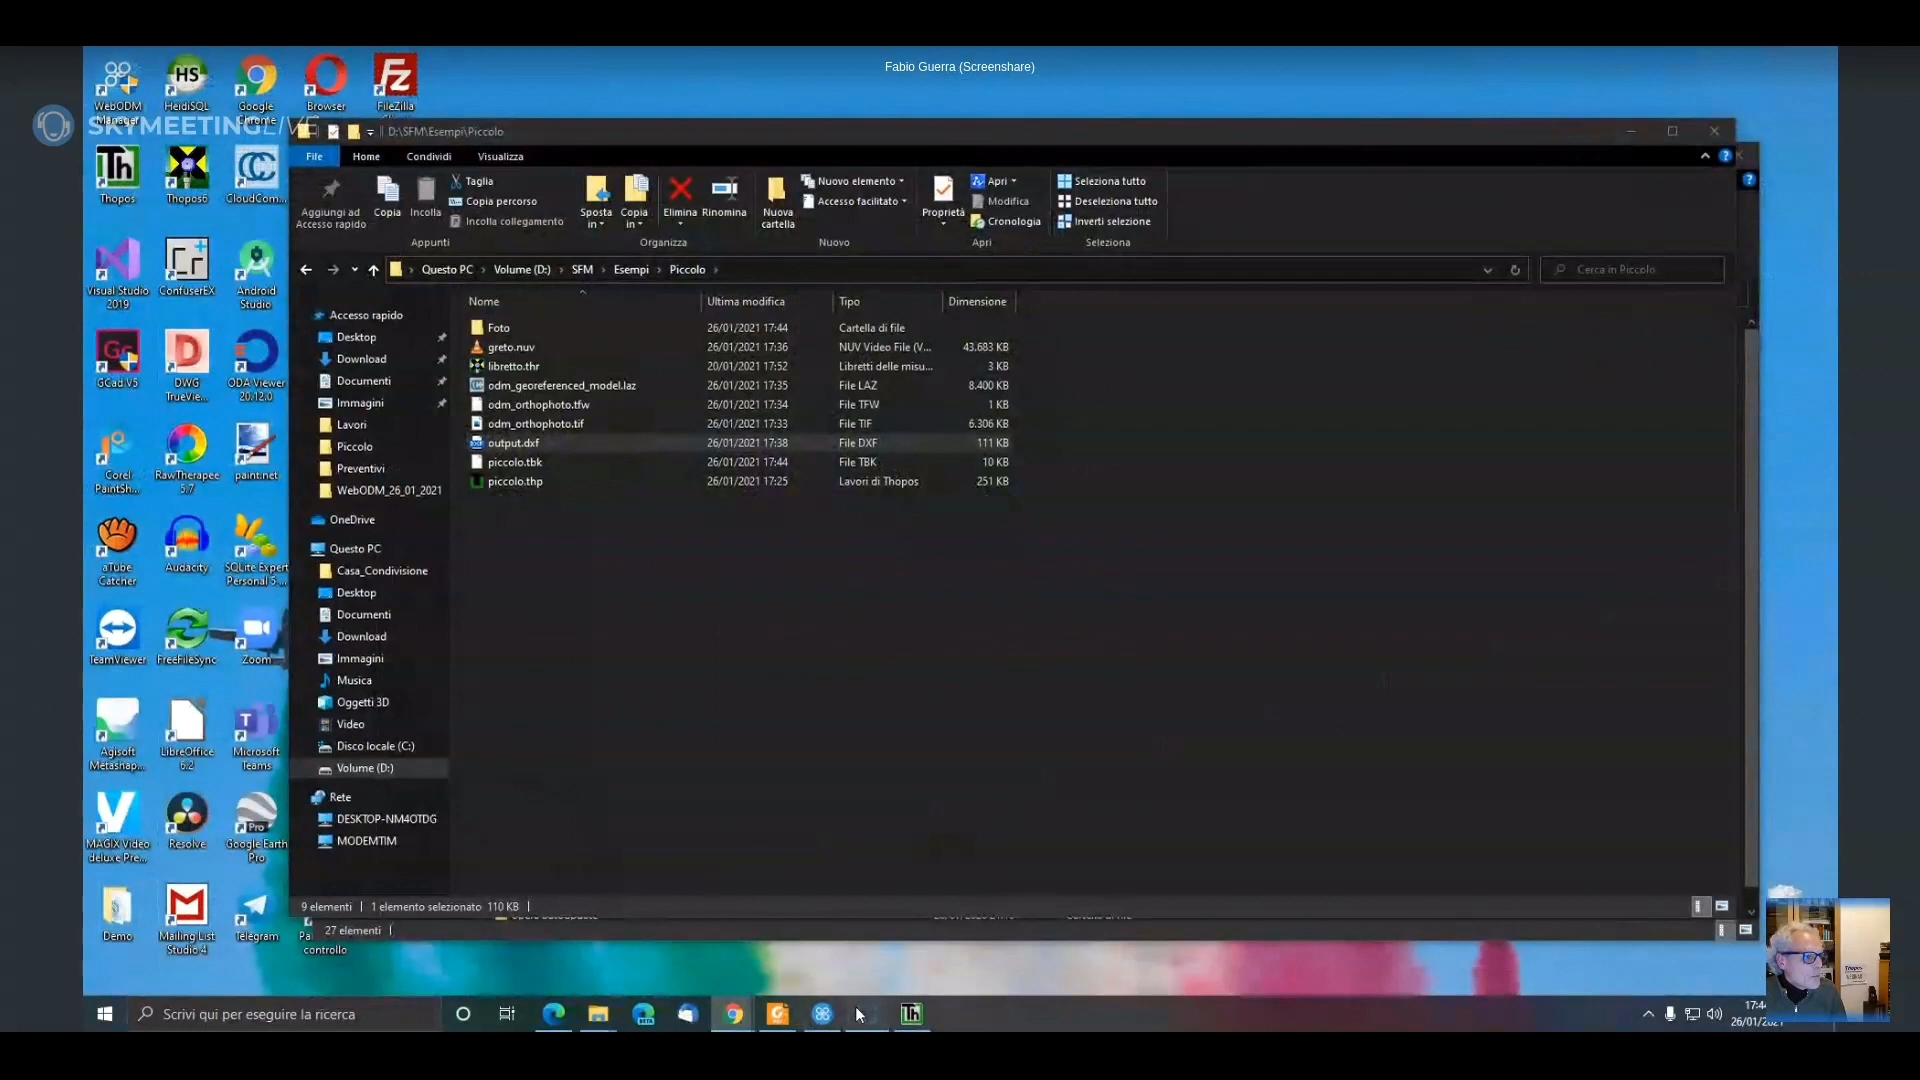 Fabio Guerra (Screenshare)
SKYMEETINGLIVE
WebODM Manager
HeidiSQL
Google Chrome
Browser
FileZilla
Thopos
Thopos6
CloudCom...
Visual Studio 2019
ConfuserEX
Android Studio
GCad V5
DWG TrueVie...
ODA Viewer 20.12.0
Corel PaintSh...
RawTherapee 5.7
paint.net
aTube Catcher
Audacity
SQLite Expert Personal 5 ...
TeamViewer
FreeFileSync
Zoom
Agisoft Metashap...
LibreOffice 6.2
Microsoft Teams
MAGIX Video deluxe Pre...
Resolve
Google Earth Pro
Demo
Mailing List Studio 4
Telegram
controllo
D:\SFM\Esempi\Piccolo
File Home Condividi Visualizza
Aggiungi ad Accesso rapido
Copia
Incolla
Taglia
Copia percorso
Incolla collegamento
Appunti
Sposta in
Copia in
Elimina
Rinomina
Organizza
Nuova cartella
Nuovo elemento
Accesso facilitato
Nuovo
Proprietà
Apri
Modifica
Cronologia
Apri
Seleziona tutto
Deseleziona tutto
Inverti selezione
Seleziona
Questo PC › Volume (D:) › SFM › Esempi › Piccolo ›
Cerca in Piccolo
Nome Ultima modifica Tipo Dimensione
Foto 26/01/2021 17:44 Cartella di file
greto.nuv 26/01/2021 17:36 NUV Video File (V... 43.683 KB
libretto.thr 20/01/2021 17:52 Libretti delle misu... 3 KB
odm_georeferenced_model.laz 26/01/2021 17:35 File LAZ 8.400 KB
odm_orthophoto.tfw 26/01/2021 17:34 File TFW 1 KB
odm_orthophoto.tif 26/01/2021 17:33 File TIF 6.306 KB
output.dxf 26/01/2021 17:38 File DXF 111 KB
piccolo.tbk 26/01/2021 17:44 File TBK 10 KB
piccolo.thp 26/01/2021 17:25 Lavori di Thopos 251 KB
Accesso rapido
Desktop
Download
Documenti
Immagini
Lavori
Piccolo
Preventivi
WebODM_26_01_2021
OneDrive
Questo PC
Casa_Condivisione
Desktop
Documenti
Download
Immagini
Musica
Oggetti 3D
Video
Disco locale (C:)
Volume (D:)
Rete
DESKTOP-NM4OTDG
MODEMTIM
9 elementi 1 elemento selezionato 110 KB
27 elementi
Scrivi qui per eseguire la ricerca
17:44
26/01/2021